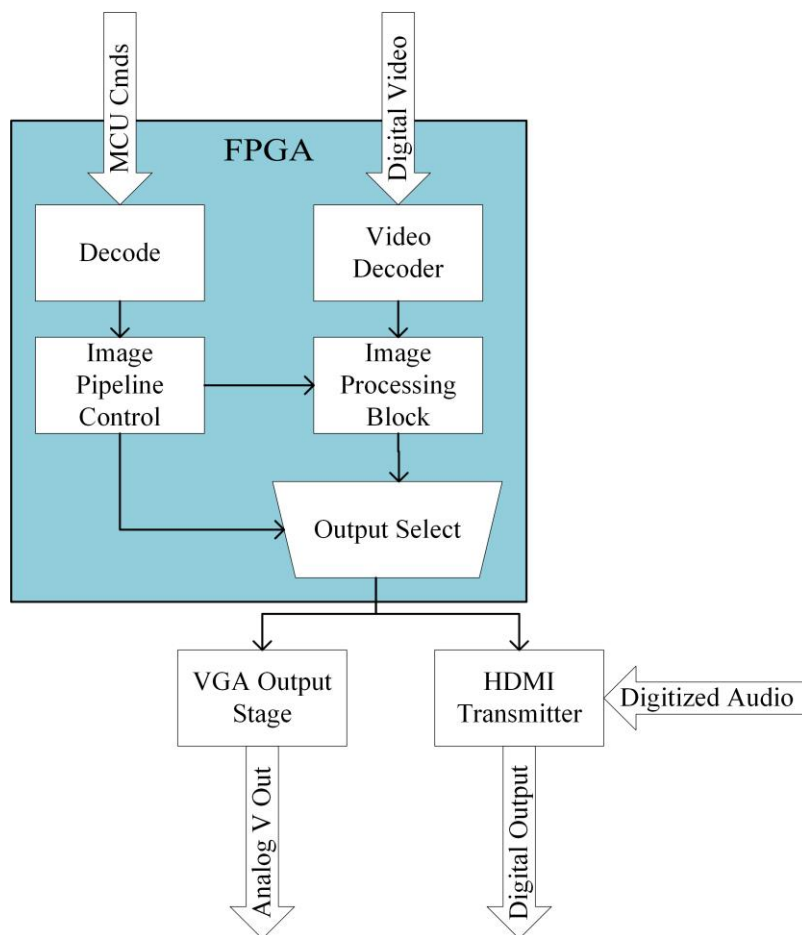 MCU Cmds
Digital Video
FPGA
Decode
Video
Decoder
Image
Pipeline
Control
Image
Processing
Block
Output Select
VGA Output
Stage
HDMI
Transmitter
Digitized Audio
Analog V Out
Digital Output